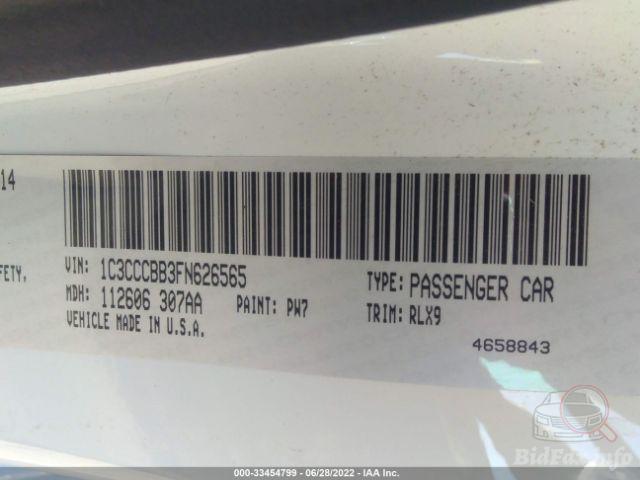 14
FETY.
VIN: 1C3CCCBB3FN626565
TYPE: PASSENGER CAR
MDH: 112606 307AA
PAINT: PW7
TRIM: RLX9
VEHICLE MADE IN U.S.A.
4658843
BidFax.info
000-33454799 - 06/28/2022 - IAA Inc.